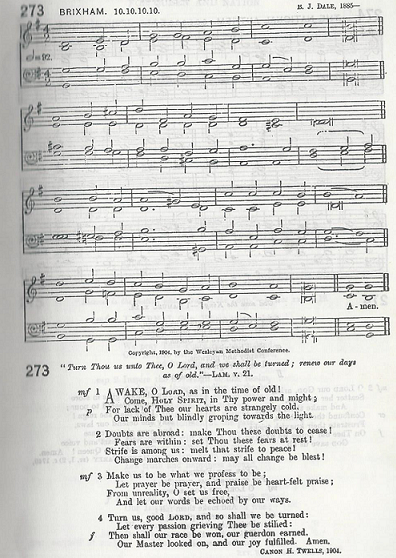 273 BRIXHAM. 10.10.10.10. E. J. DALE, 1885—
A - men.
Copyright, 1904, by the Wesleyan Methodist Conference.
273 "Turn Thou us unto Thee, O Lord, and we shall be turned ; renew our days
as of old."—LAM. v. 21.
mf 1 AWAKE, O LORD, as in the time of old!
Come, HOLY SPIRIT, in Thy power and might ;
p For lack of Thee our hearts are strangely cold.
Our minds but blindly groping towards the light.
2 Doubts are abroad: make Thou these doubts to cease!
Fears are within: set Thou these fears at rest!
Strife is among us: melt that strife to peace!
Change marches onward: may all change be blest!
mf 3 Make us to be what we profess to be ;
Let prayer be prayer, and praise be heart-felt praise ;
From unreality, O set us free,
And let our words be echoed by our ways.
4 Turn us, good LORD, and so shall we be turned:
Let every passion grieving Thee be stilled:
f Then shall our race be won, our guerdon earned.
Our Master looked on, and our joy fulfilled. Amen.
CANON H. TWELLS, 1904.